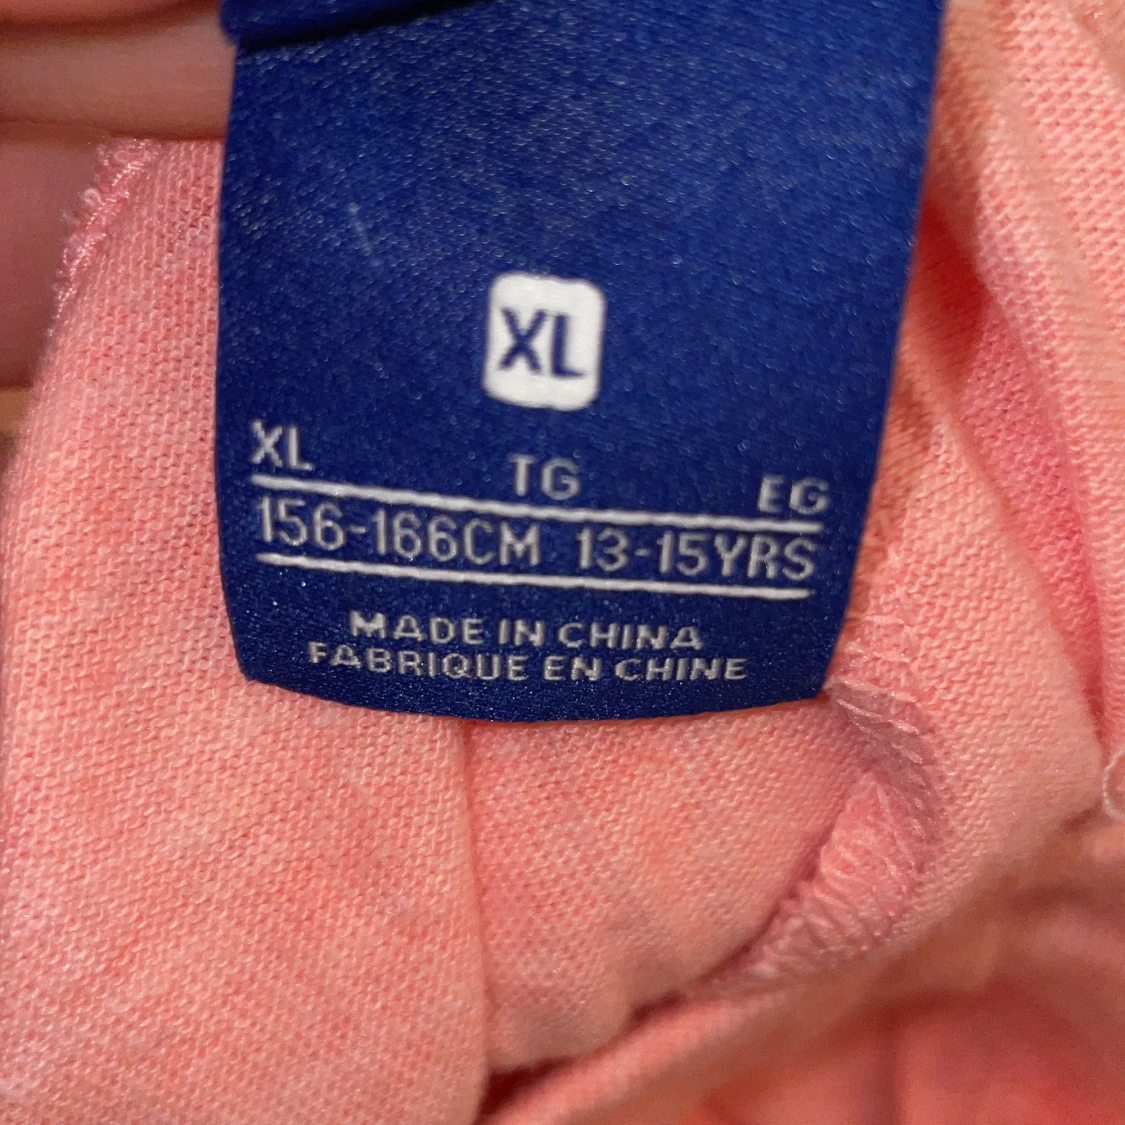 XL
XL TG EG
156-166CM 13-15YRS
MADE IN CHINA
FABRIQUE EN CHINE